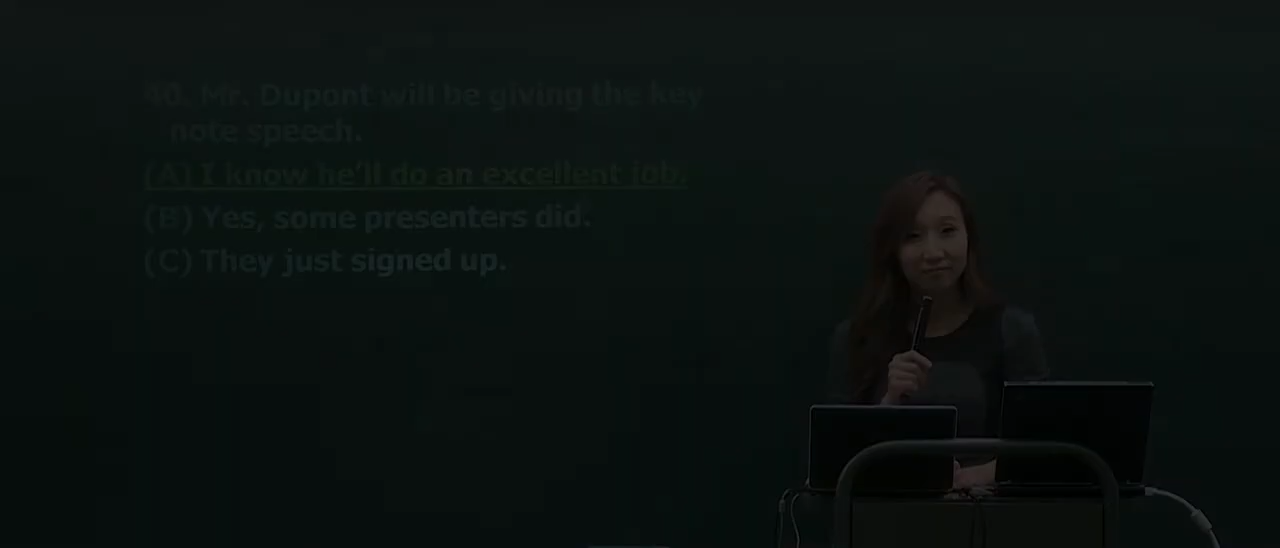 40. Mr. Dupont will be giving the key
note speech.
(A) I know he'll do an excellent job.
(B) Yes, some presenters did.
(C) They just signed up.